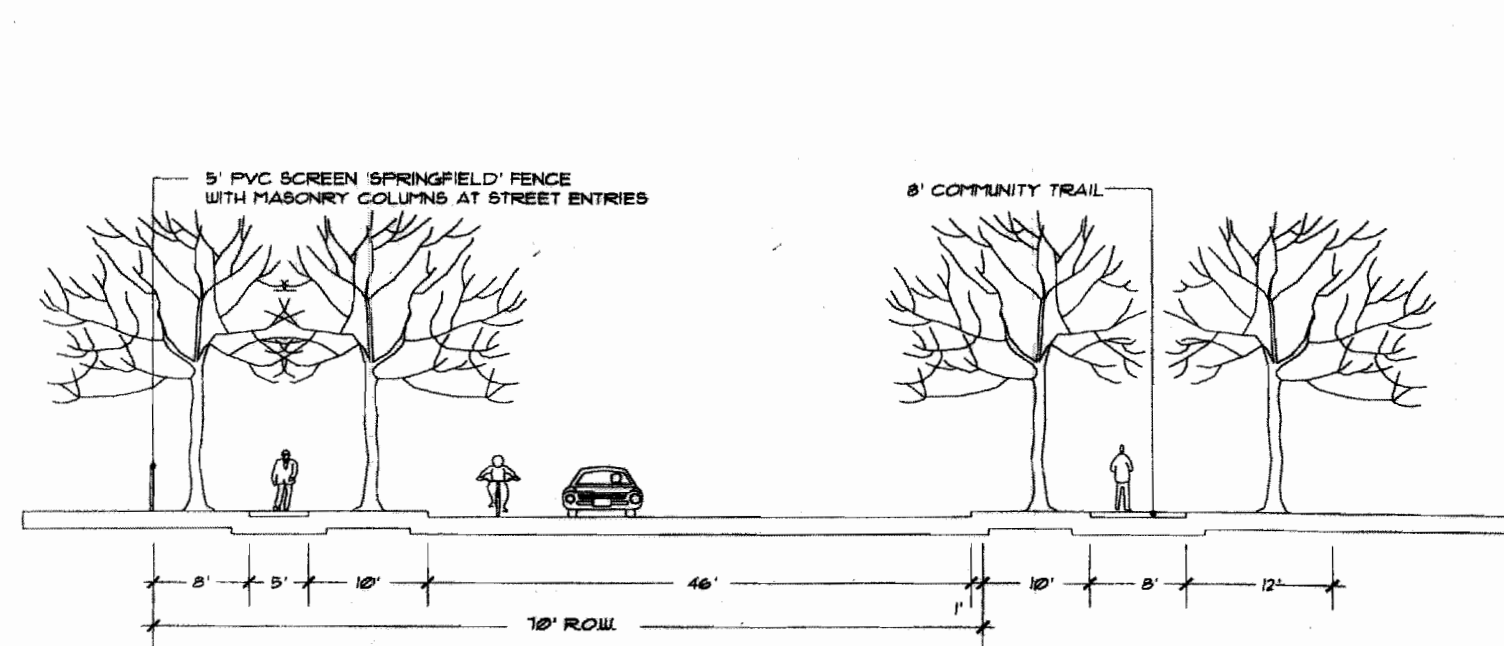 5' PVC SCREEN 'SPRINGFIELD' FENCE
WITH MASONRY COLUMNS AT STREET ENTRIES
8' COMMUNITY TRAIL
8' 5' 10' 46' 1' 10' 8' 12'
70' R.O.W.